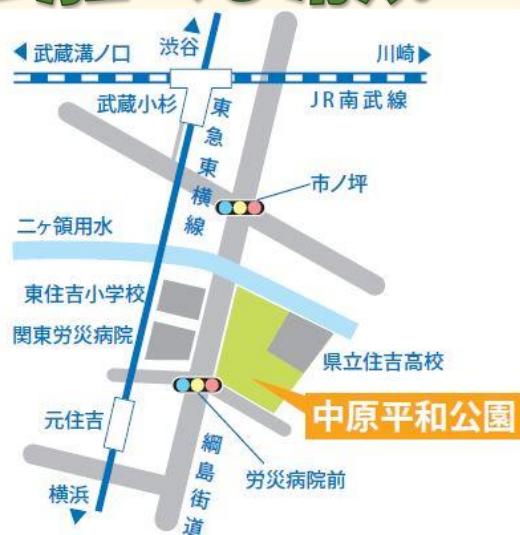 ◀武蔵溝ノ口
渋谷
川崎▶
武蔵小杉
JR南武線
東急東横線
市ノ坪
二ヶ領用水
東住吉小学校
関東労災病院
県立住吉高校
中原平和公園
元住吉
労災病院前
綱島街道
横浜